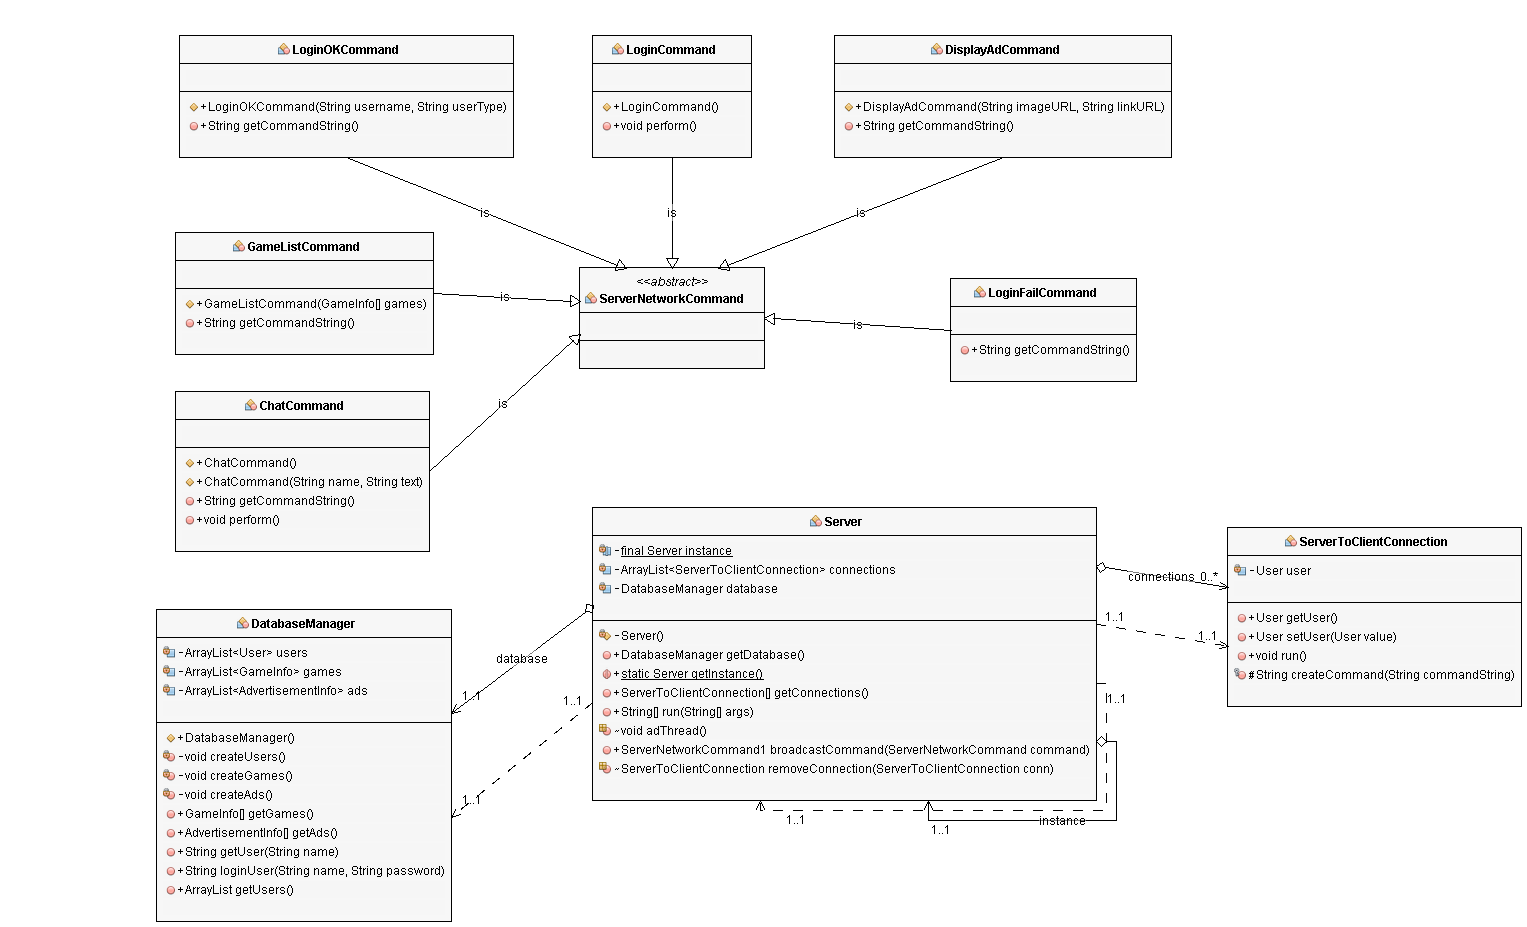 LoginOKCommand
+LoginOKCommand(String username, String userType)
+String getCommandString()
LoginCommand
+LoginCommand()
+void perform()
DisplayAdCommand
+DisplayAdCommand(String imageURL, String linkURL)
+String getCommandString()
is
is
is
GameListCommand
+GameListCommand(GameInfo[] games)
+String getCommandString()
is
<<abstract>>
ServerNetworkCommand
is
LoginFailCommand
+String getCommandString()
ChatCommand
+ChatCommand()
+ChatCommand(String name, String text)
+String getCommandString()
+void perform()
is
Server
-final Server instance
-ArrayList<ServerToClientConnection> connections
-DatabaseManager database
-Server()
+DatabaseManager getDatabase()
+static Server getInstance()
+ServerToClientConnection[] getConnections()
+String[] run(String[] args)
~void adThread()
+ServerNetworkCommand1 broadcastCommand(ServerNetworkCommand command)
~ServerToClientConnection removeConnection(ServerToClientConnection conn)
connections 0..*
1..1
1..1
ServerToClientConnection
-User user
+User getUser()
+User setUser(User value)
+void run()
#String createCommand(String commandString)
database
1..1
1..1
1..1
DatabaseManager
-ArrayList<User> users
-ArrayList<GameInfo> games
-ArrayList<AdvertisementInfo> ads
+DatabaseManager()
-void createUsers()
-void createGames()
-void createAds()
+GameInfo[] getGames()
+AdvertisementInfo[] getAds()
+String getUser(String name)
+String loginUser(String name, String password)
+ArrayList getUsers()
1..1
1..1
instance
1..1